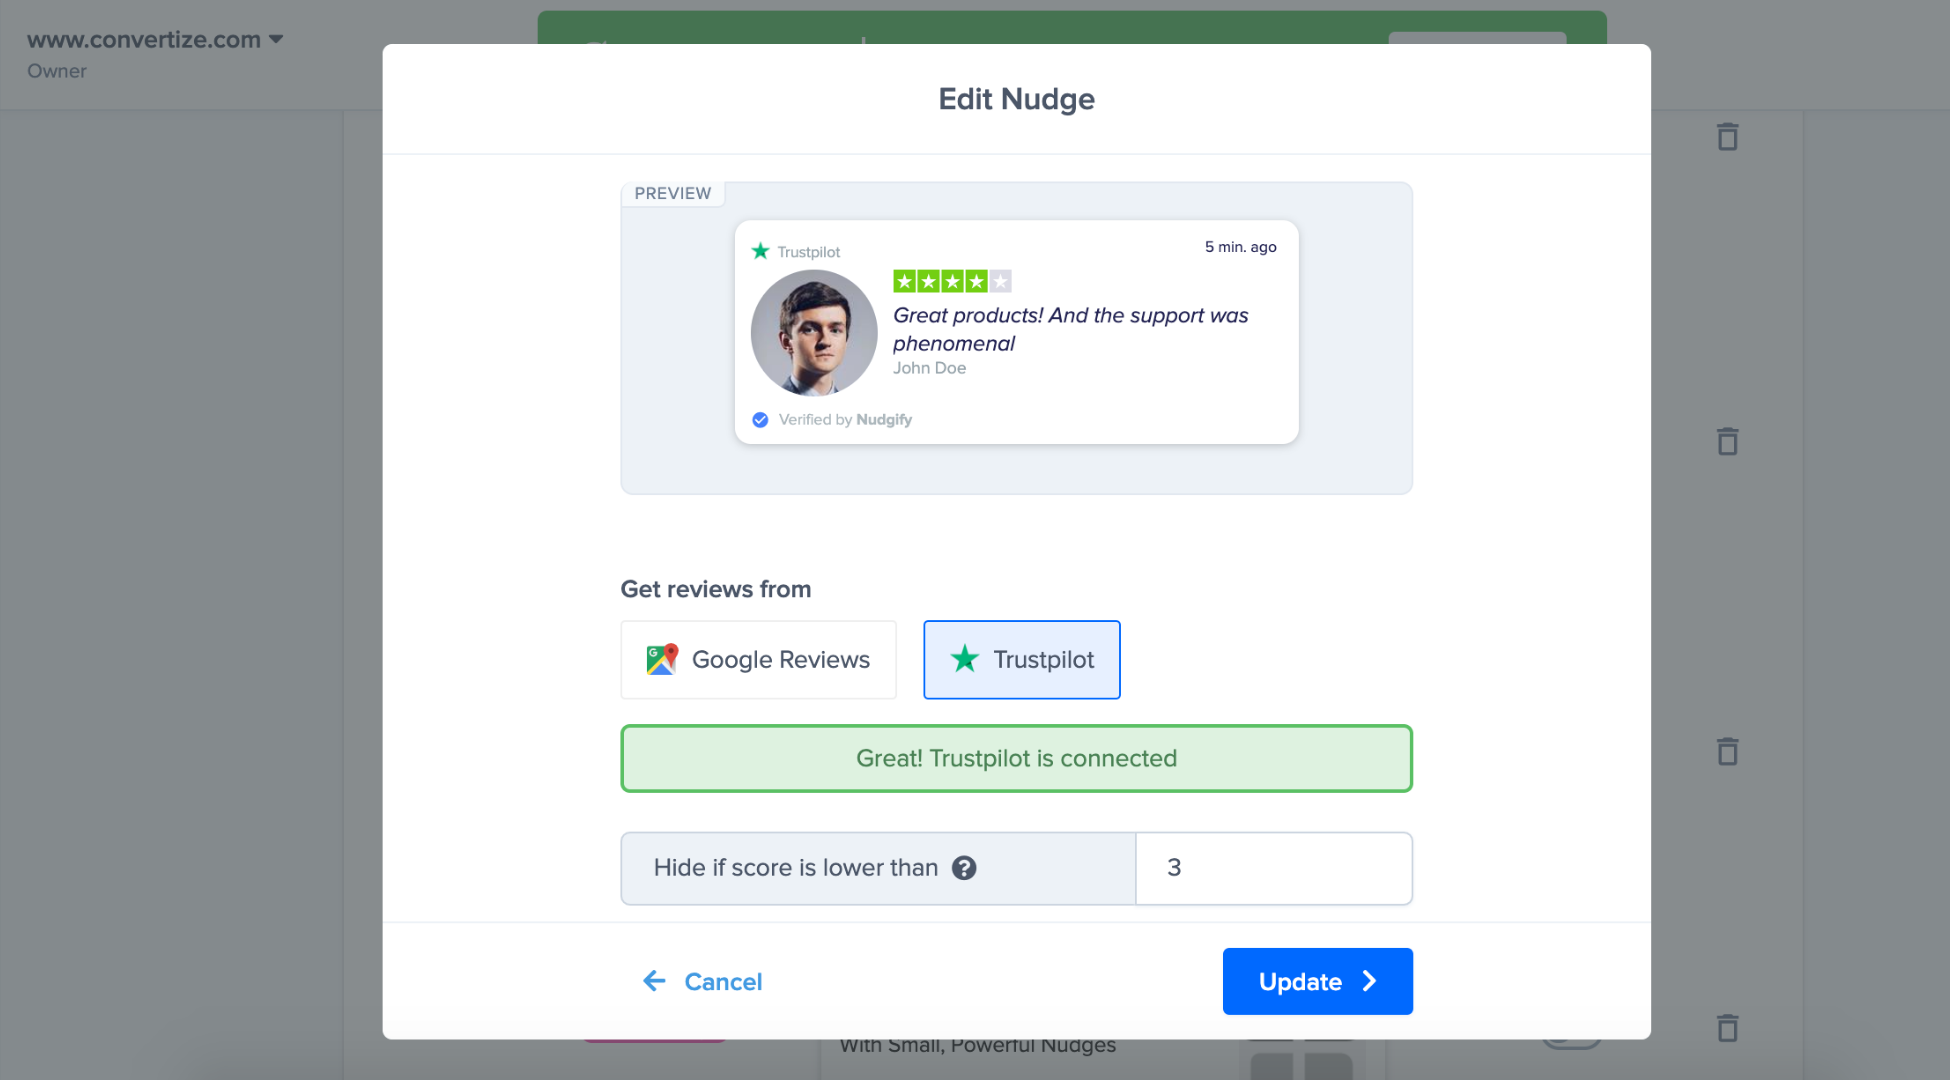 www.convertize.com
Owner
Edit Nudge
PREVIEW
Trustpilot
5 min. ago
Great products! And the support was
phenomenal
John Doe
Verified by Nudgify
Get reviews from
Google Reviews
Trustpilot
Great! Trustpilot is connected
Hide if score is lower than ?
3
Cancel
Update
With Small, Powerful Nudges